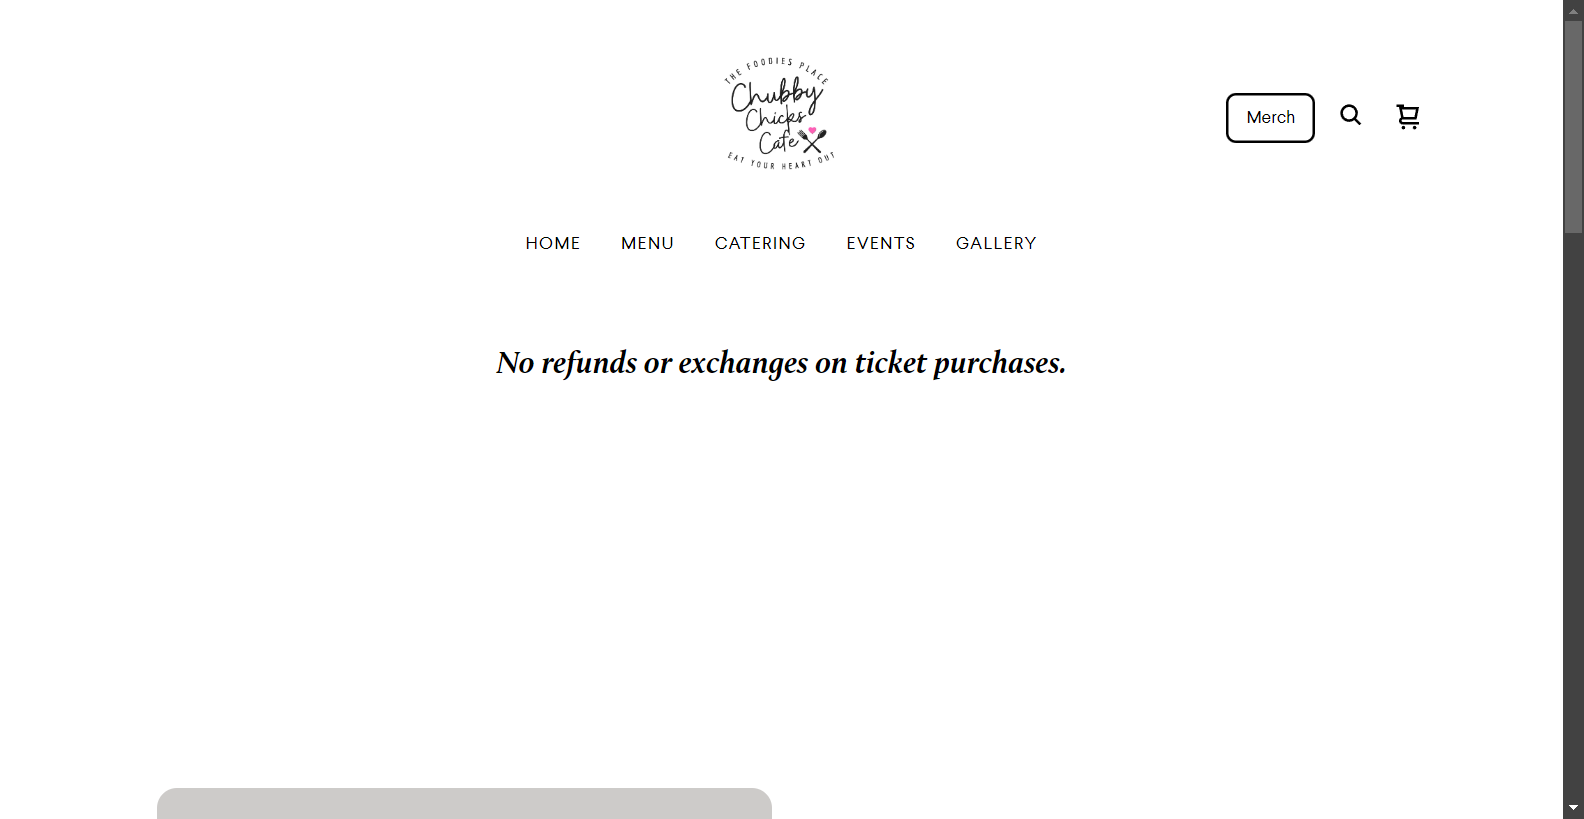 THE FOODIES PLACE
Chubby
Chicks
Cafe
EAT YOUR HEART OUT
Merch
HOME MENU CATERING EVENTS GALLERY
No refunds or exchanges on ticket purchases.